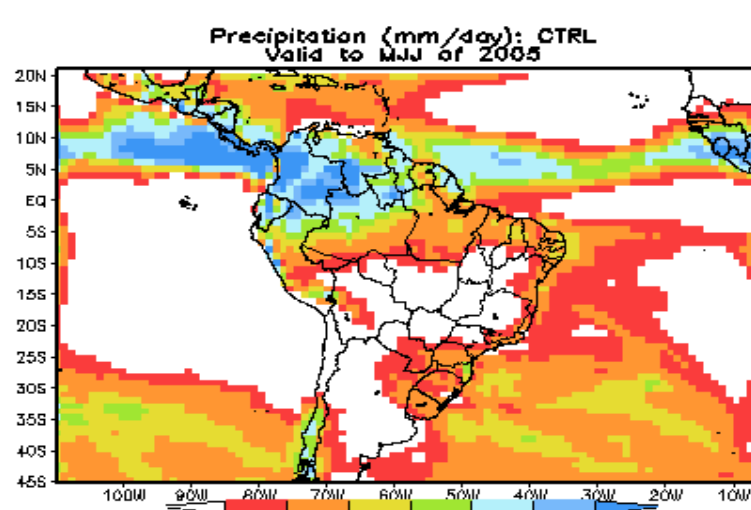 Precipitation (mm/day): CTRL
Valid to MJJ of 2005
20N
15N
10N
5N
EQ
5S
10S
15S
20S
25S
30S
35S
40S
45S
100W 90W 80W 70W 60W 50W 40W 30W 20W 10W